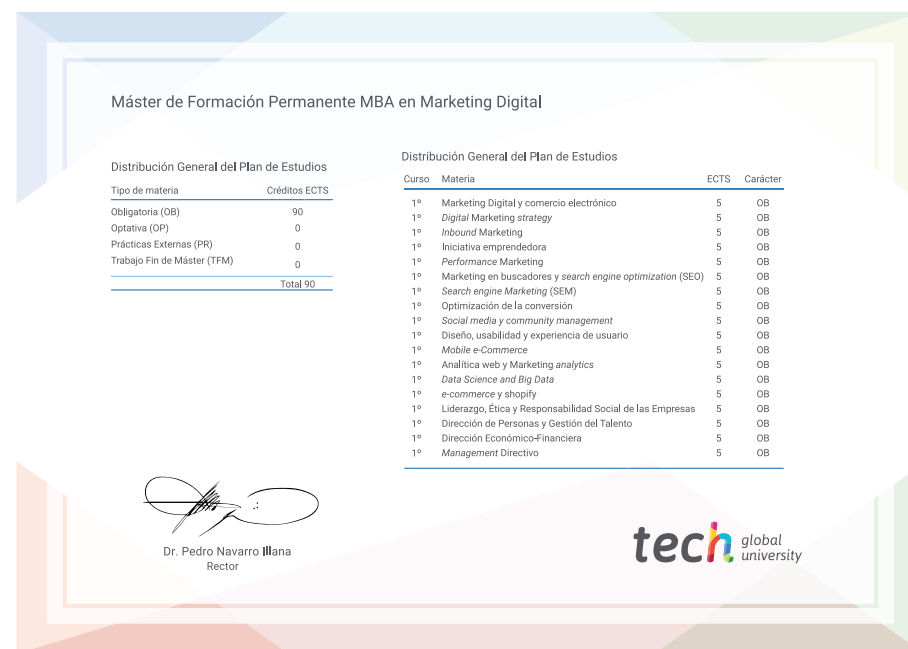 Máster de Formación Permanente MBA en Marketing Digital
Distribución General del Plan de Estudios
Tipo de materia Créditos ECTS
Obligatoria (OB) 90
Optativa (OP) 0
Prácticas Externas (PR) 0
Trabajo Fin de Máster (TFM) 0
Total 90
Distribución General del Plan de Estudios
Curso Materia ECTS Carácter
1º Marketing Digital y comercio electrónico 5 OB
1º Digital Marketing strategy 5 OB
1º Inbound Marketing 5 OB
1º Iniciativa emprendedora 5 OB
1º Performance Marketing 5 OB
1º Marketing en buscadores y search engine optimization (SEO) 5 OB
1º Search engine Marketing (SEM) 5 OB
1º Optimización de la conversión 5 OB
1º Social media y community management 5 OB
1º Diseño, usabilidad y experiencia de usuario 5 OB
1º Mobile e-Commerce 5 OB
1º Analítica web y Marketing analytics 5 OB
1º Data Science and Big Data 5 OB
1º e-commerce y shopify 5 OB
1º Liderazgo, Ética y Responsabilidad Social de las Empresas 5 OB
1º Dirección de Personas y Gestión del Talento 5 OB
1º Dirección Económico-Financiera 5 OB
1º Management Directivo 5 OB
Dr. Pedro Navarro Illana
Rector
tech global
university